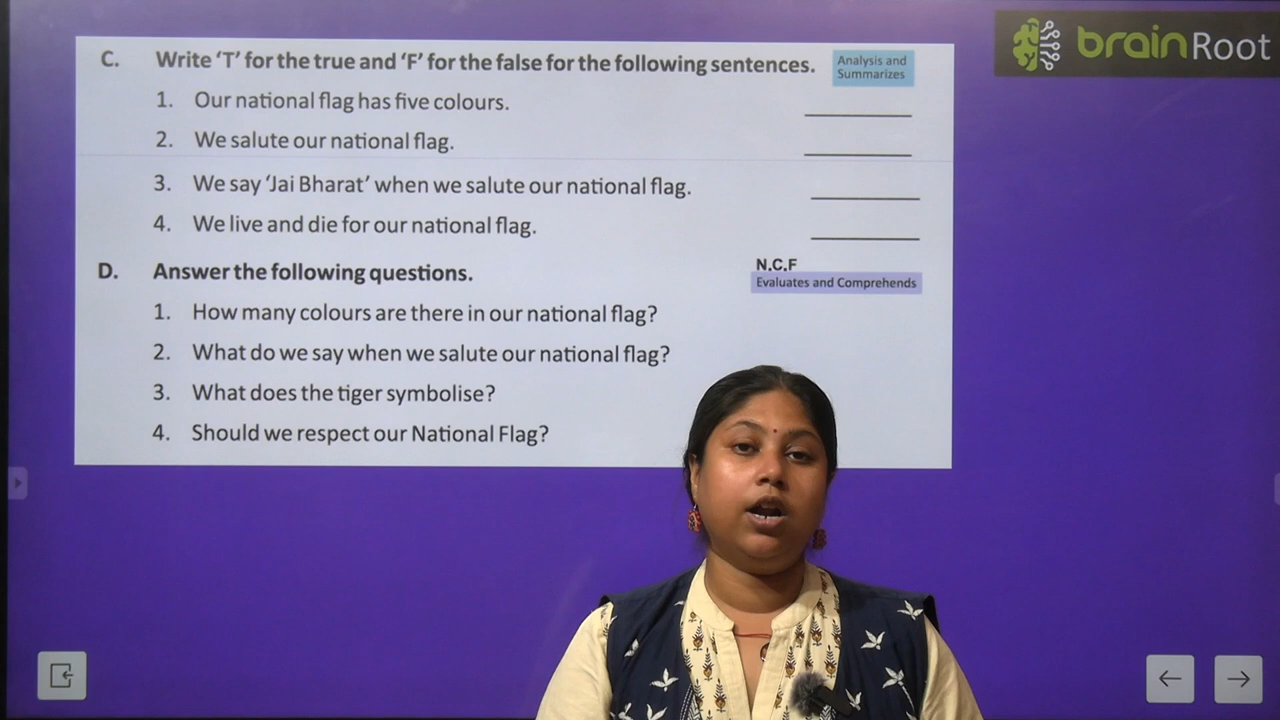 brainRoot
C. Write ‘T’ for the true and ‘F’ for the false for the following sentences.
Analysis and
Summarizes
1. Our national flag has five colours.
2. We salute our national flag.
3. We say ‘Jai Bharat’ when we salute our national flag.
4. We live and die for our national flag.
D. Answer the following questions.
N.C.F
Evaluates and Comprehends
1. How many colours are there in our national flag?
2. What do we say when we salute our national flag?
3. What does the tiger symbolise?
4. Should we respect our National Flag?